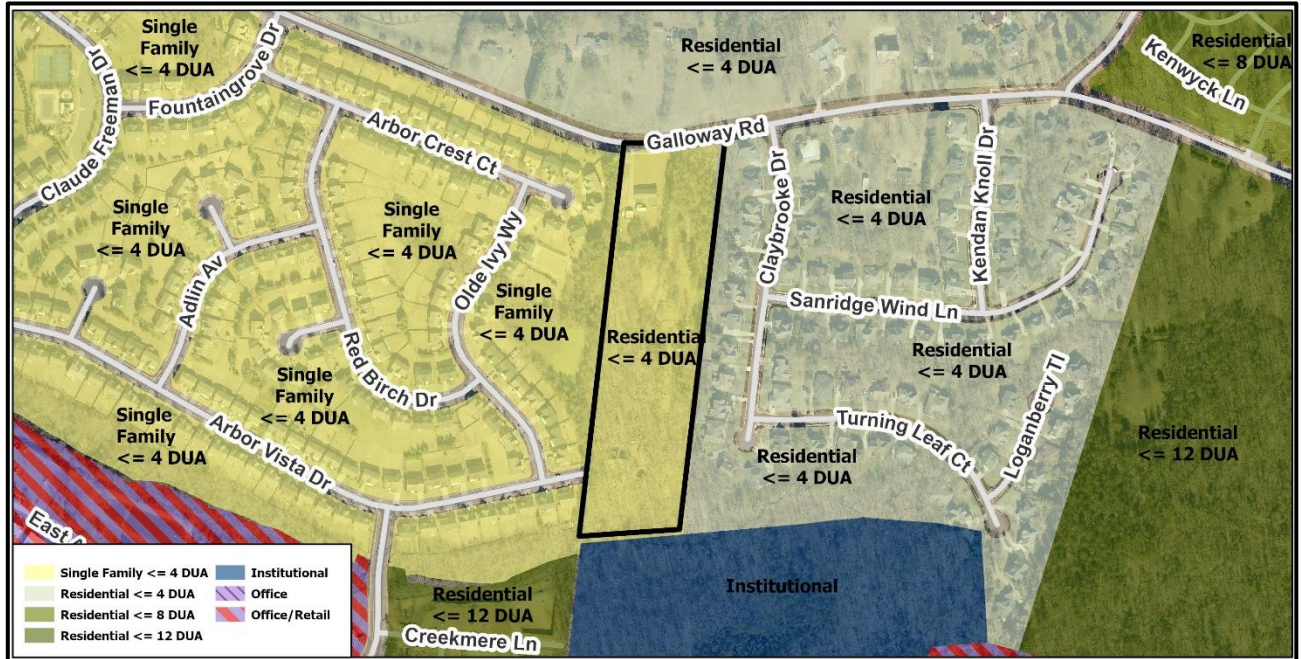 Single
Family
<= 4 DUA
Fountaingrove Dr
Claude Freeman Dr
Residential
<= 4 DUA
Residential
<= 8 DUA
Kenwyck Ln
Arbor Crest Ct
Galloway Rd
Single
Family
<= 4 DUA
Single
Family
<= 4 DUA
Olde Ivy Wy
Adlin Av
Claybrooke Dr
Residential
<= 4 DUA
Kendan Knoll Dr
Single
Family
<= 4 DUA
Sanridge Wind Ln
Residential
<= 4 DUA
Red Birch Dr
Residential
<= 4 DUA
Loganberry Tl
Single
Family
<= 4 DUA
Single
Family
<= 4 DUA
Arbor Vista Dr
Turning Leaf Ct
Residential
<= 4 DUA
Residential
<= 12 DUA
East
Single Family <= 4 DUA
Residential <= 4 DUA
Residential <= 8 DUA
Residential <= 12 DUA
Institutional
Office
Office/Retail
Residential
<= 12 DUA
Creekmere Ln
Institutional